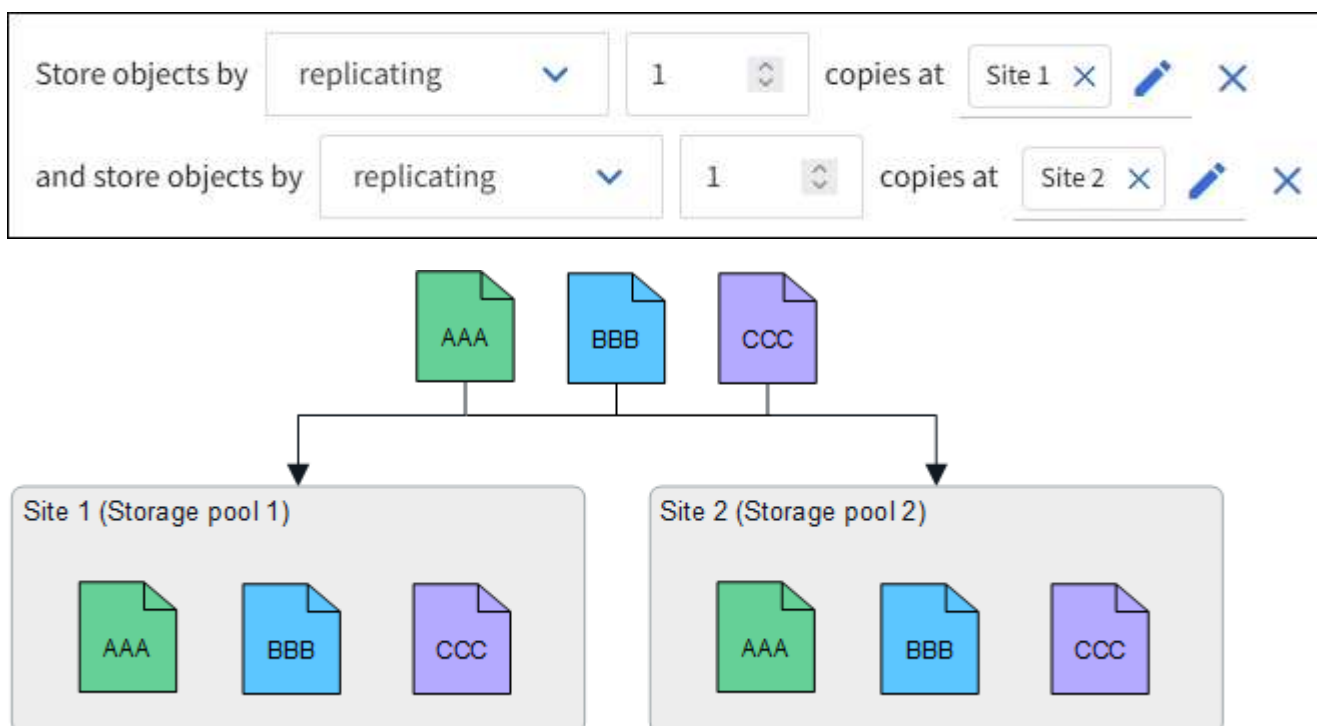 Store objects by replicating 1 copies at Site 1
and store objects by replicating 1 copies at Site 2
AAA BBB CCC
Site 1 (Storage pool 1) Site 2 (Storage pool 2)
AAA BBB CCC AAA BBB CCC